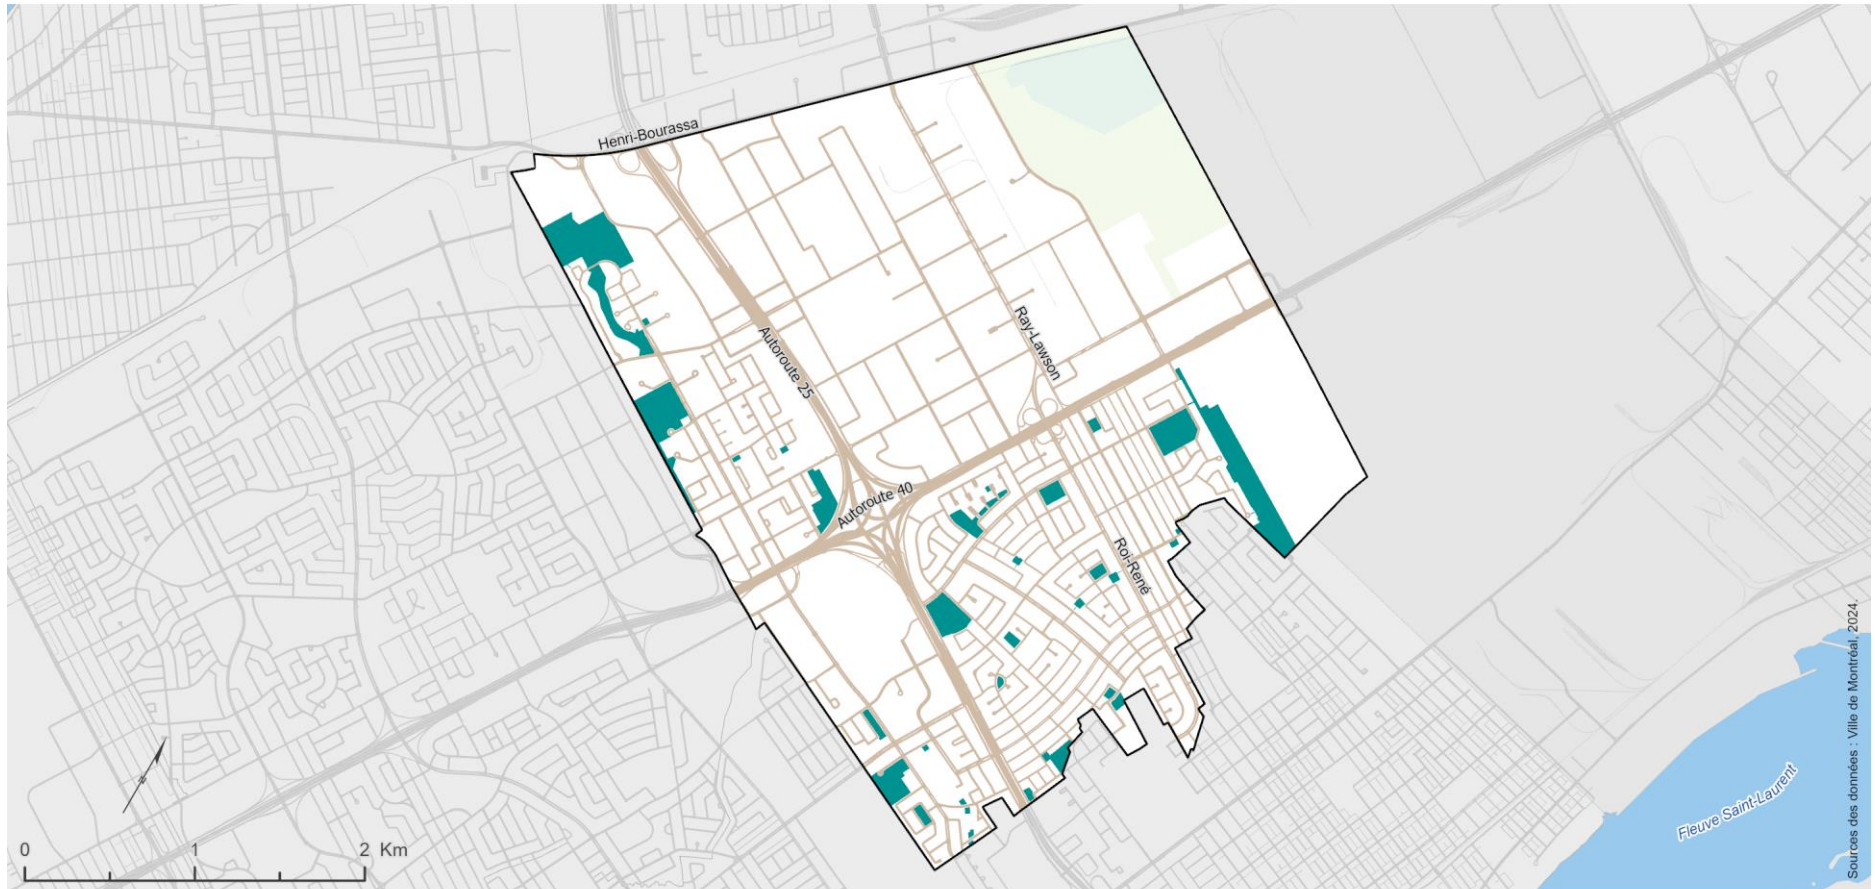 Henri-Bourassa
Autoroute 25
Ray-Lawson
Autoroute 40
Roi-René
Fleuve Saint-Laurent
Sources des données : Ville de Montréal, 2024.
N
0 1 2 Km